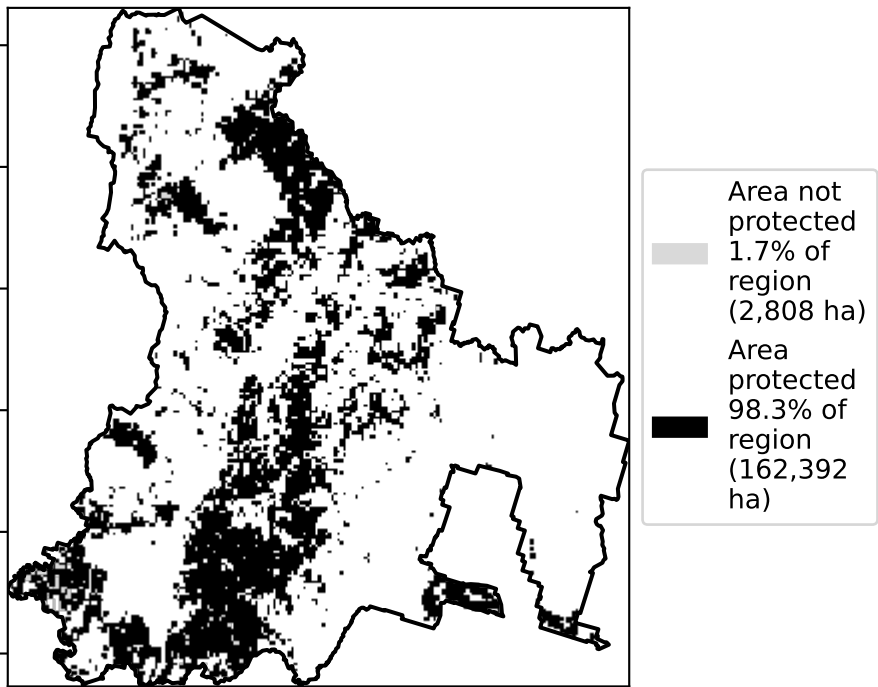 Area not
protected
1.7% of
region
(2,808 ha)
Area
protected
98.3% of
region
(162,392
ha)